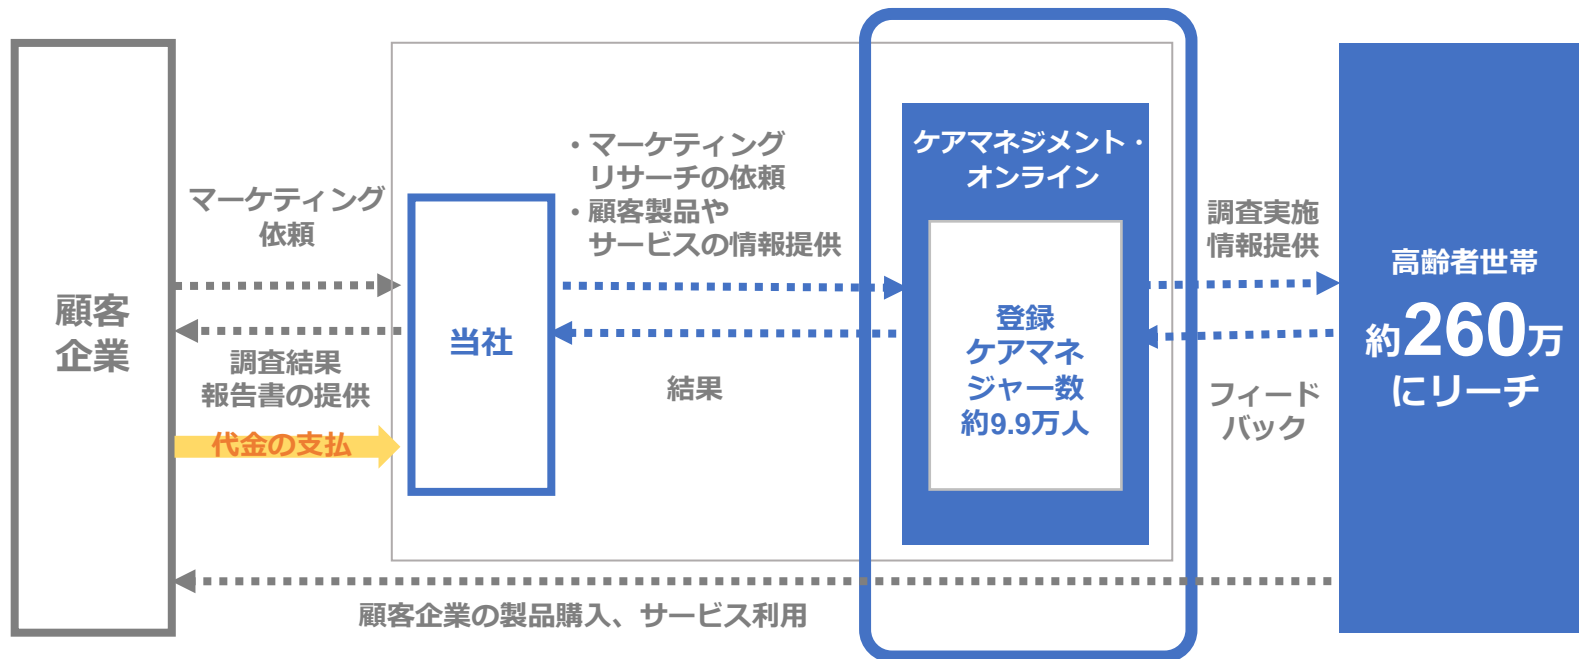 顧客
企業
マーケティング
依頼
調査結果
報告書の提供
代金の支払
当社
・マーケティング
リサーチの依頼
・顧客製品や
サービスの情報提供
結果
ケアマネジメント・
オンライン
登録
ケアマネ
ジャー数
約9.9万人
調査実施
情報提供
フィード
バック
高齢者世帯
約260万
にリーチ
顧客企業の製品購入、サービス利用